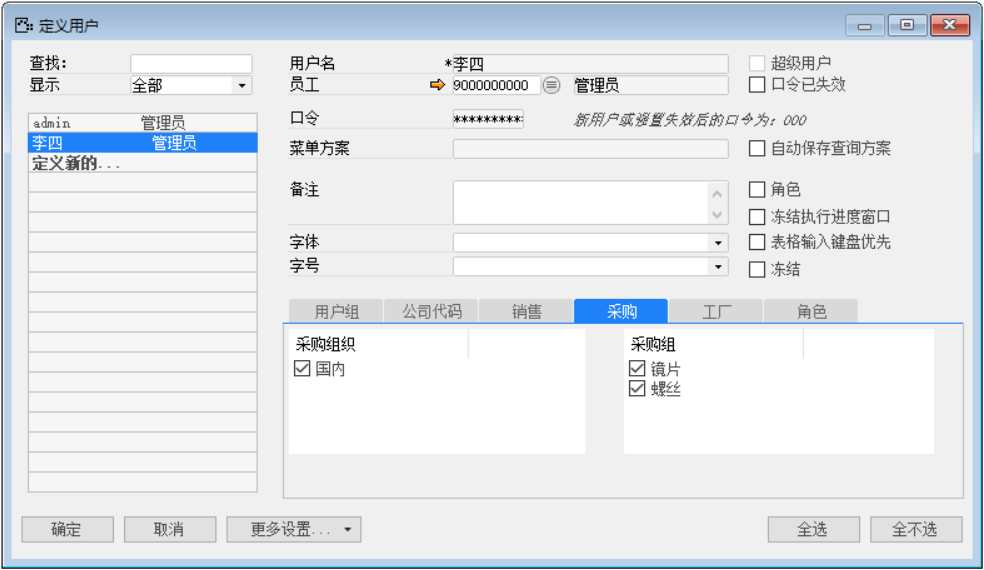 定义用户
查找:
显示 全部
admin 管理员
李四 管理员
定义新的...
用户名 *李四 超级用户
员工 9000000000 管理员 口令已失效
口令 ********* 新用户或强置失效后的口令为: 000
菜单方案 自动保存查询方案
备注 角色
冻结执行进度窗口
字体 表格输入键盘优先
字号 冻结
用户组 公司代码 销售 采购 工厂 角色
采购组织 采购组
国内 镜片
螺丝
确定 取消 更多设置... 全选 全不选